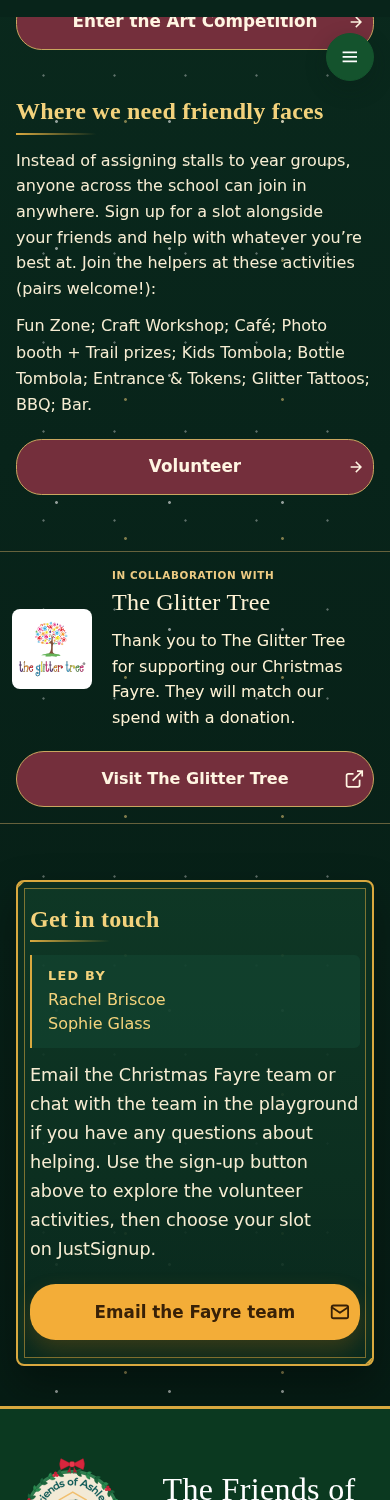 Enter the Art Competition
Where we need friendly faces
Instead of assigning stalls to year groups,
anyone across the school can join in
anywhere. Sign up for a slot alongside
your friends and help with whatever you’re
best at. Join the helpers at these activities
(pairs welcome!):
Fun Zone; Craft Workshop; Café; Photo
booth + Trail prizes; Kids Tombola; Bottle
Tombola; Entrance & Tokens; Glitter Tattoos;
BBQ; Bar.
Volunteer
IN COLLABORATION WITH
The Glitter Tree
the glitter tree
Thank you to The Glitter Tree
for supporting our Christmas
Fayre. They will match our
spend with a donation.
Visit The Glitter Tree
Get in touch
LED BY
Rachel Briscoe
Sophie Glass
Email the Christmas Fayre team or
chat with the team in the playground
if you have any questions about
helping. Use the sign-up button
above to explore the volunteer
activities, then choose your slot
on JustSignup.
Email the Fayre team
The Friends of